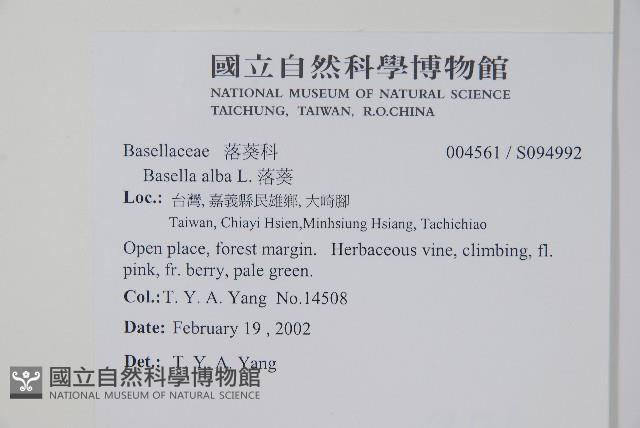 國立自然科學博物館
NATIONAL MUSEUM OF NATURAL SCIENCE
TAICHUNG, TAIWAN, R.O.CHINA
Basellaceae 落葵科 004561 / S094992
Basella alba L. 落葵
Loc.: 台灣, 嘉義縣民雄鄉, 大崎腳
Taiwan, Chiayi Hsien,Minhsiung Hsiang, Tachichiao
Open place, forest margin. Herbaceous vine, climbing, fl.
pink, fr. berry, pale green.
Col.: T. Y. A. Yang No.14508
Date: February 19 , 2002
Det.: T. Y. A. Yang
國立自然科學博物館
NATIONAL MUSEUM OF NATURAL SCIENCE